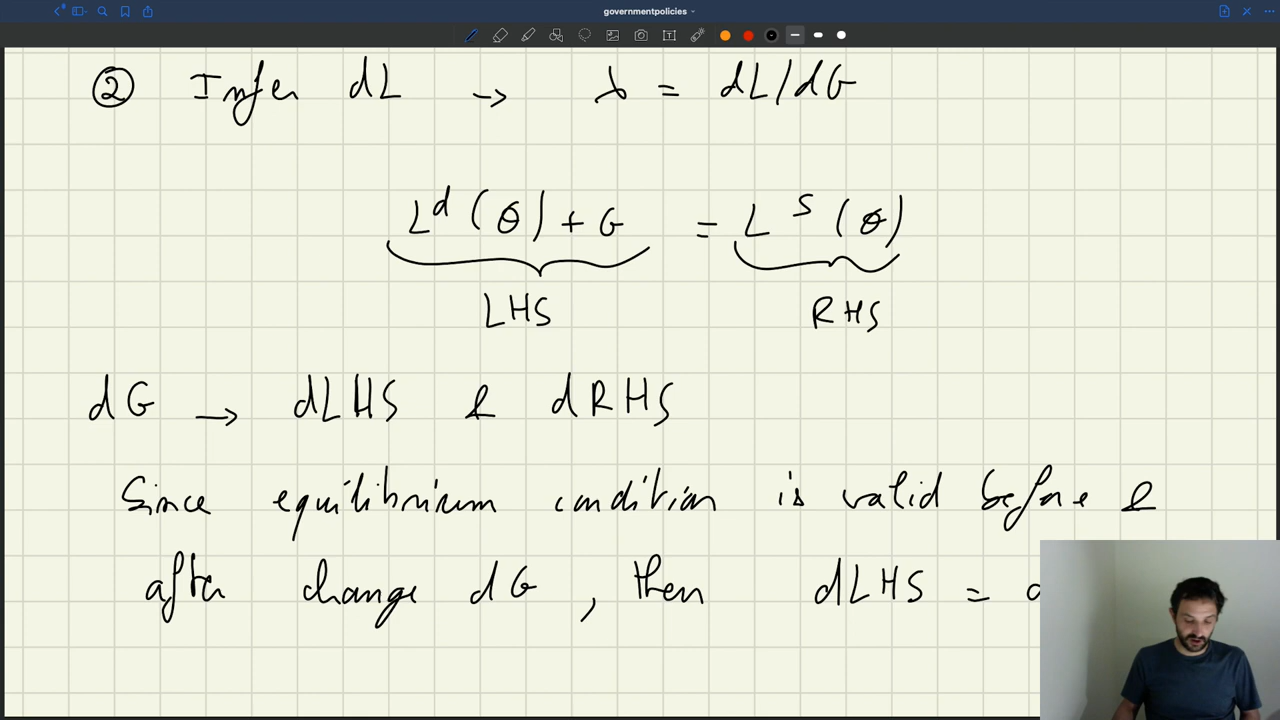 governmentpolicies
② Infer dL → λ = dL/dG
L^d (θ) + G = L^s (θ)
LHS RHS
dG → dLHS & dRHS
Since equilibrium condition is valid before &
after change dG, then dLHS = d